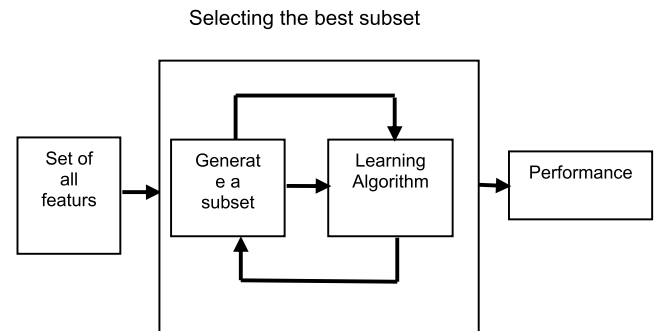 Selecting the best subset
Set of
all
featurs
Generat
e a
subset
Learning
Algorithm
Performance